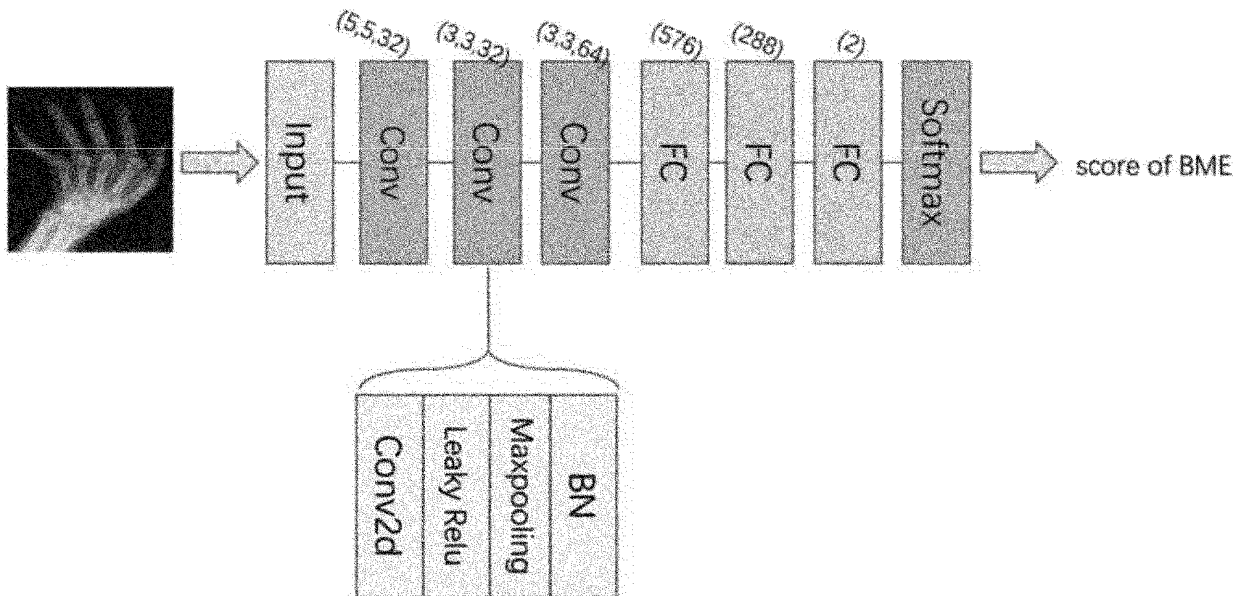 (5,5,32)
(3,3,32)
(3,3,64)
(576)
(288)
(2)
Input
Conv
Conv
Conv
FC
FC
FC
Softmax
score of BME
Conv2d
Leaky Relu
Maxpooling
BN